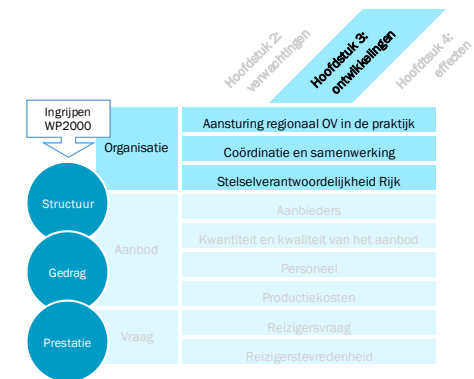 Hoofdstuk 2:
verwachtingen
Hoofdstuk 3:
ontwikkelingen
Hoofdtsuk 4:
effecten
Ingrijpen
WP2000
Organisatie
Aansturing regionaal OV in de praktijk
Coördinatie en samenwerking
Stelselverantwoordelijkheid Rijk
Structuur
Aanbod
Aanbieders
Kwantiteit en kwaliteit van het aanbod
Gedrag
Personeel
Productiekosten
Prestatie
Vraag
Reizigersvraag
Reizigerstevredenheid